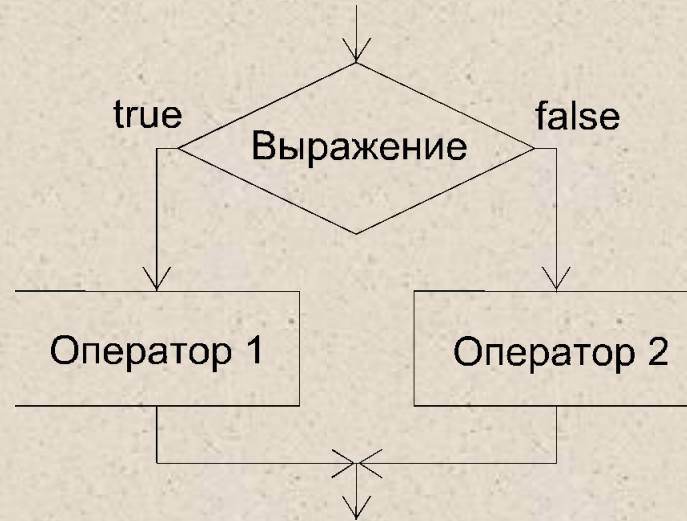 true
false
Выражение
Оператор 1
Оператор 2